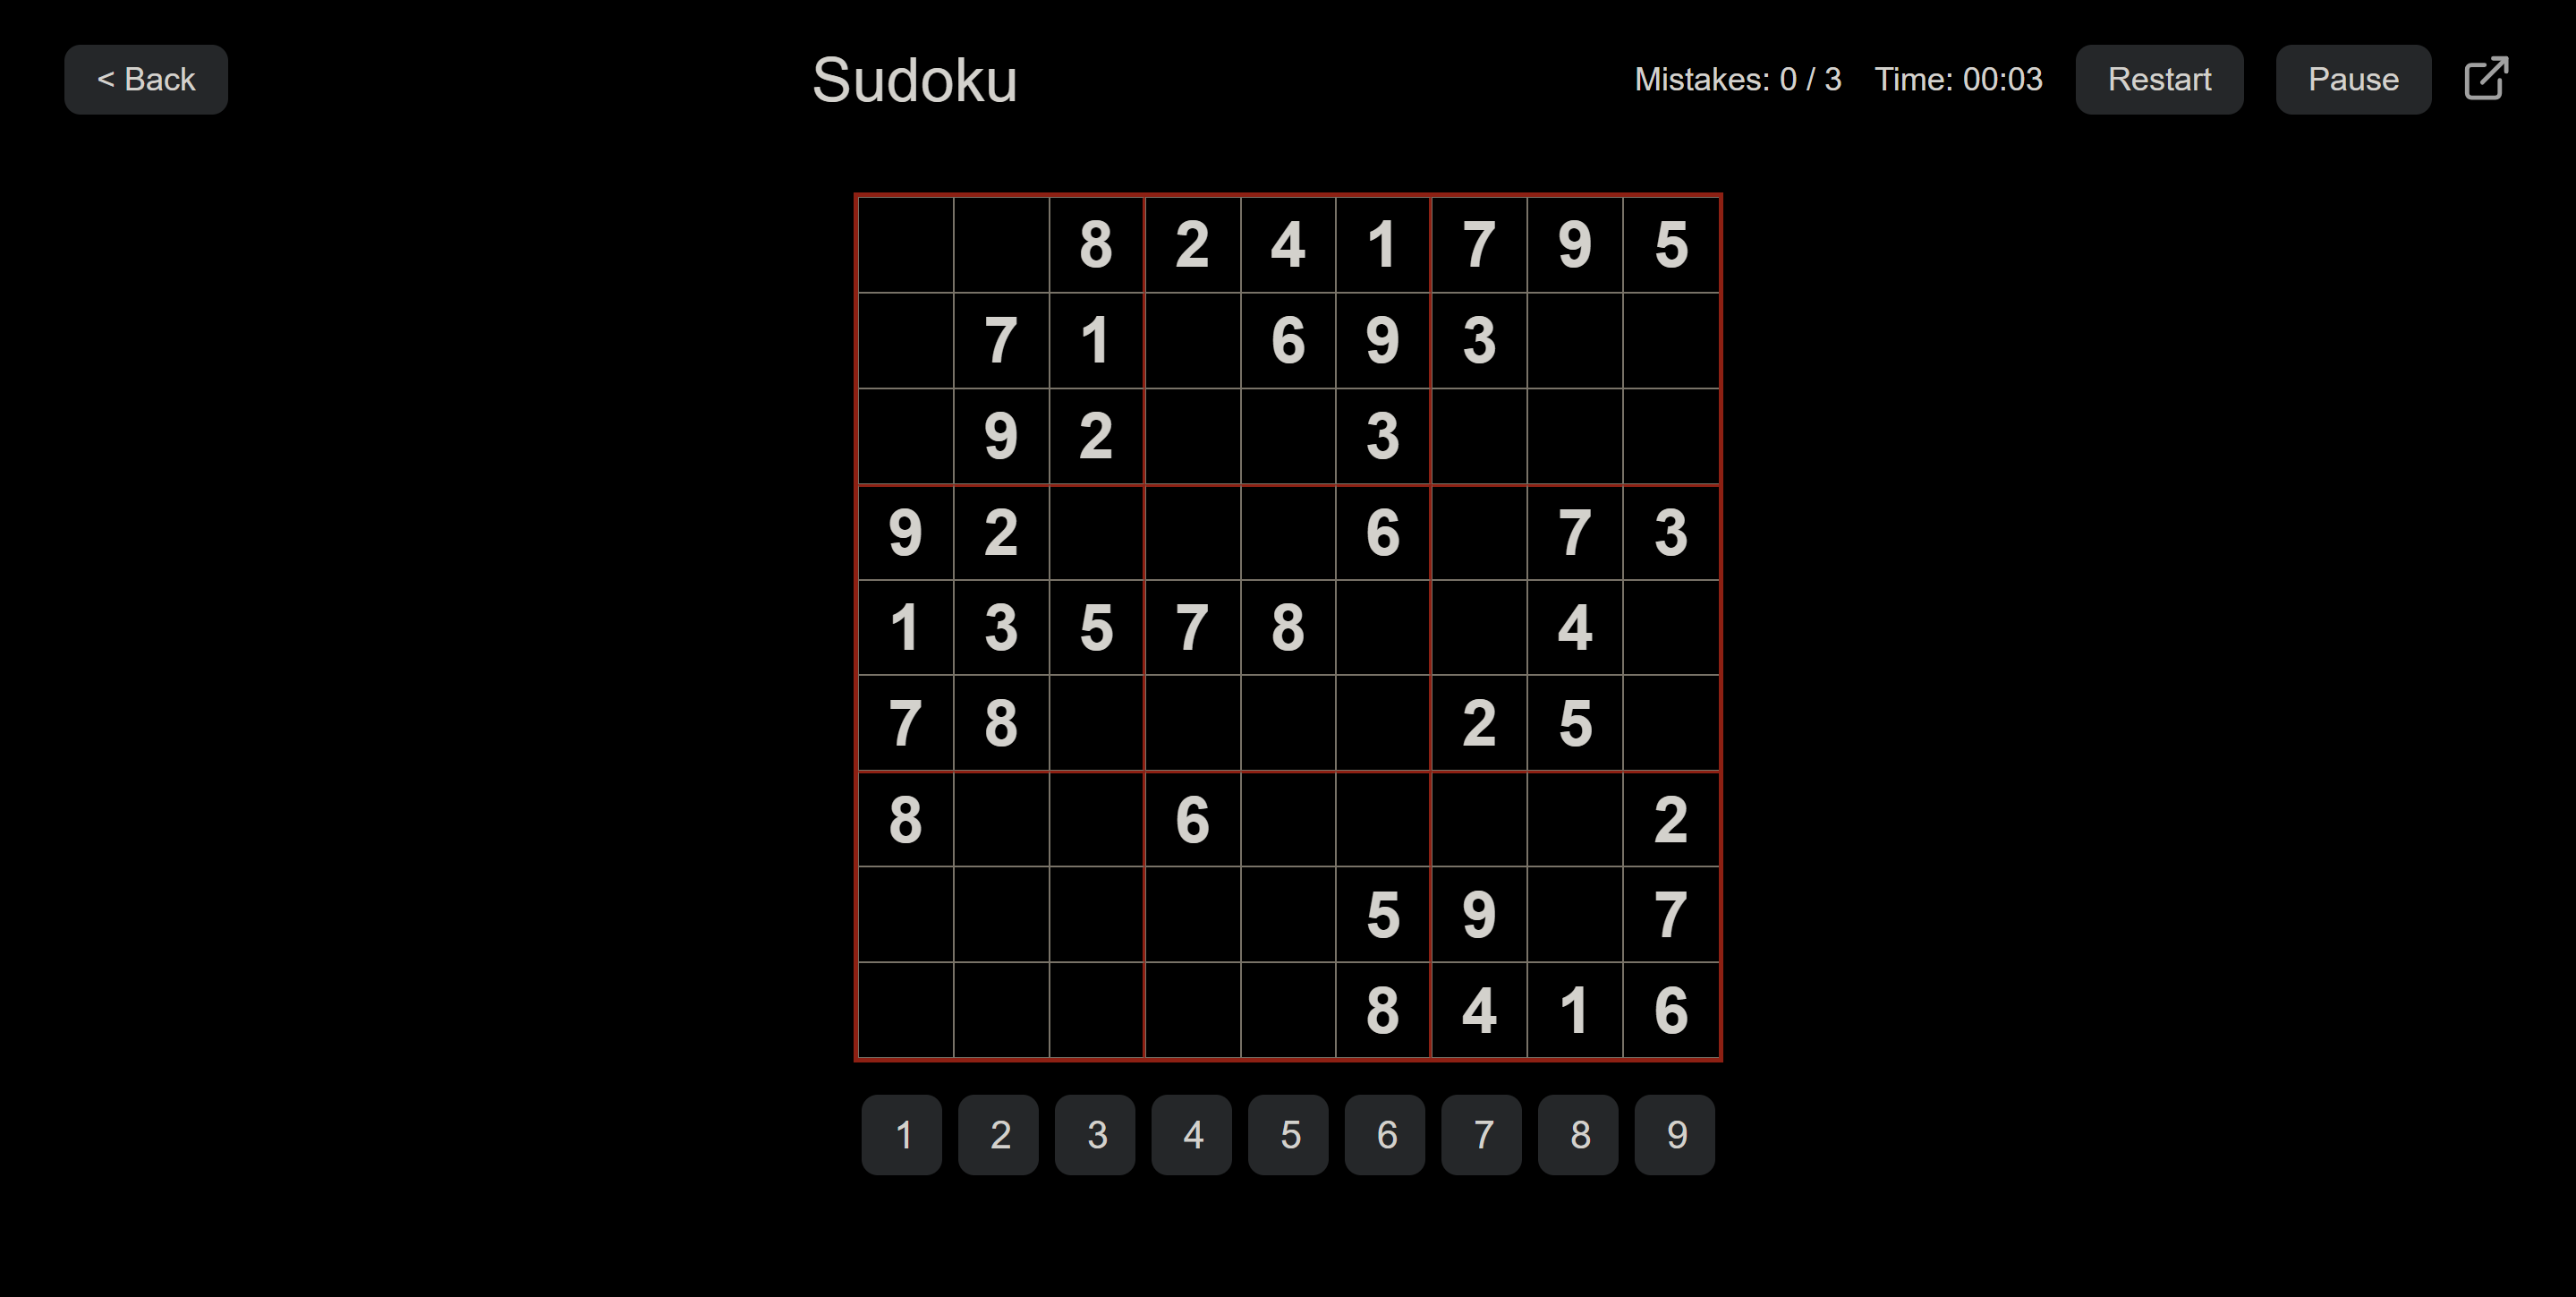 < Back Sudoku Mistakes: 0 / 3 Time: 00:03 Restart Pause
8 2 4 1 7 9 5
7 1 6 9 3
9 2 3
9 2 6 7 3
1 3 5 7 8 4
7 8 2 5
8 6 2
5 9 7
8 4 1 6
1 2 3 4 5 6 7 8 9